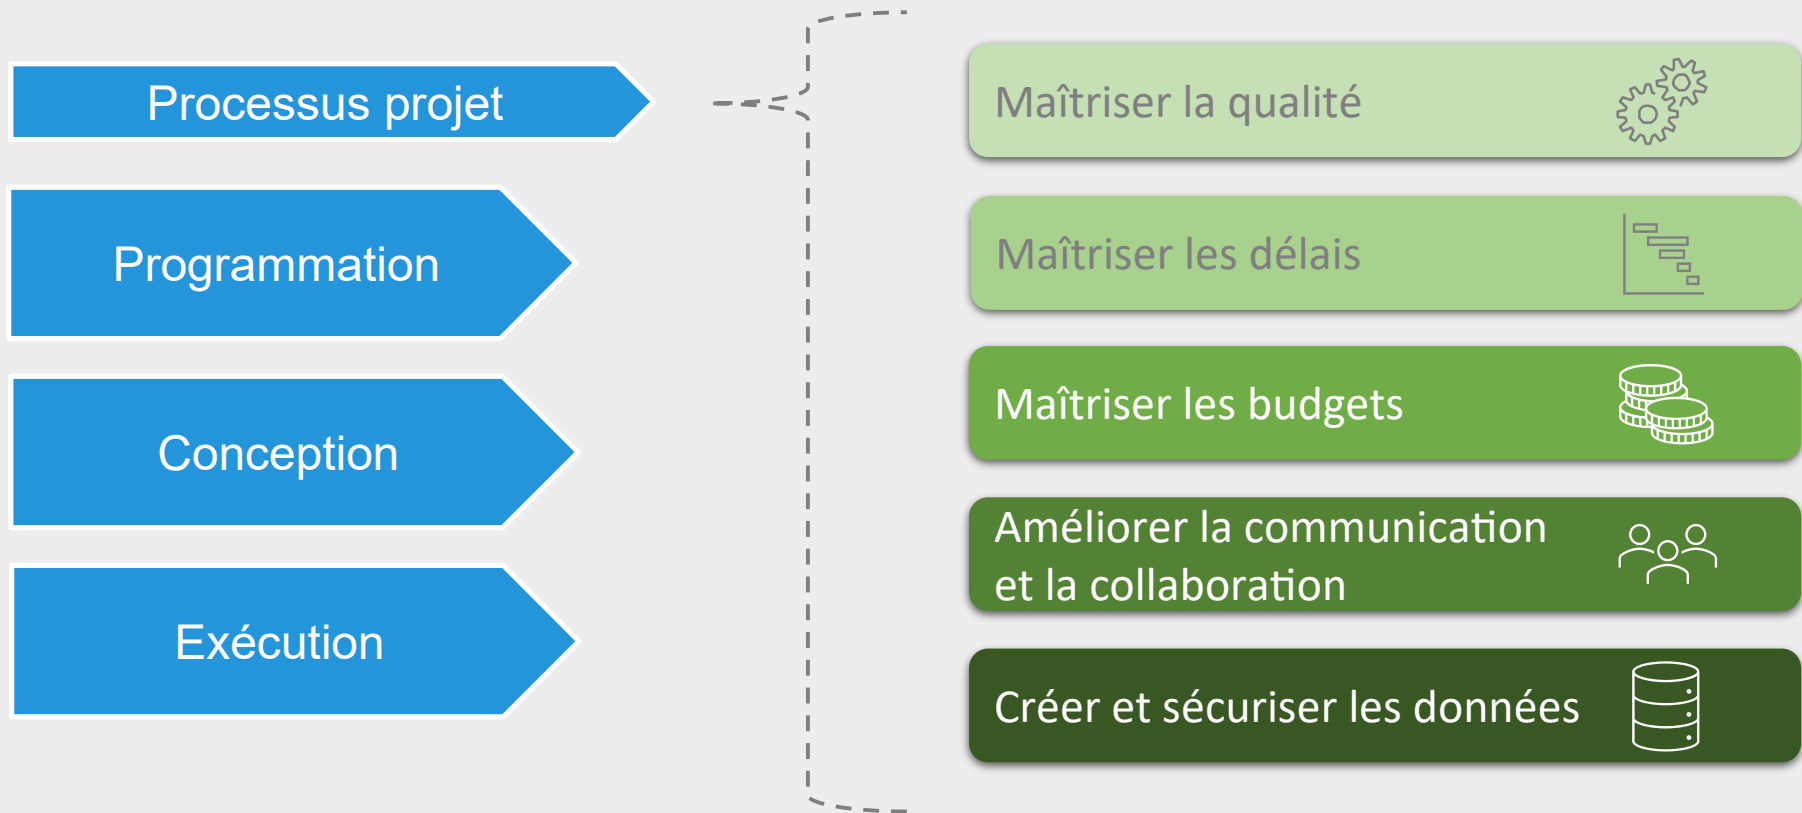 Processus projet
Programmation
Conception
Exécution
Maîtriser la qualité
Maîtriser les délais
Maîtriser les budgets
Améliorer la communication
et la collaboration
Créer et sécuriser les données